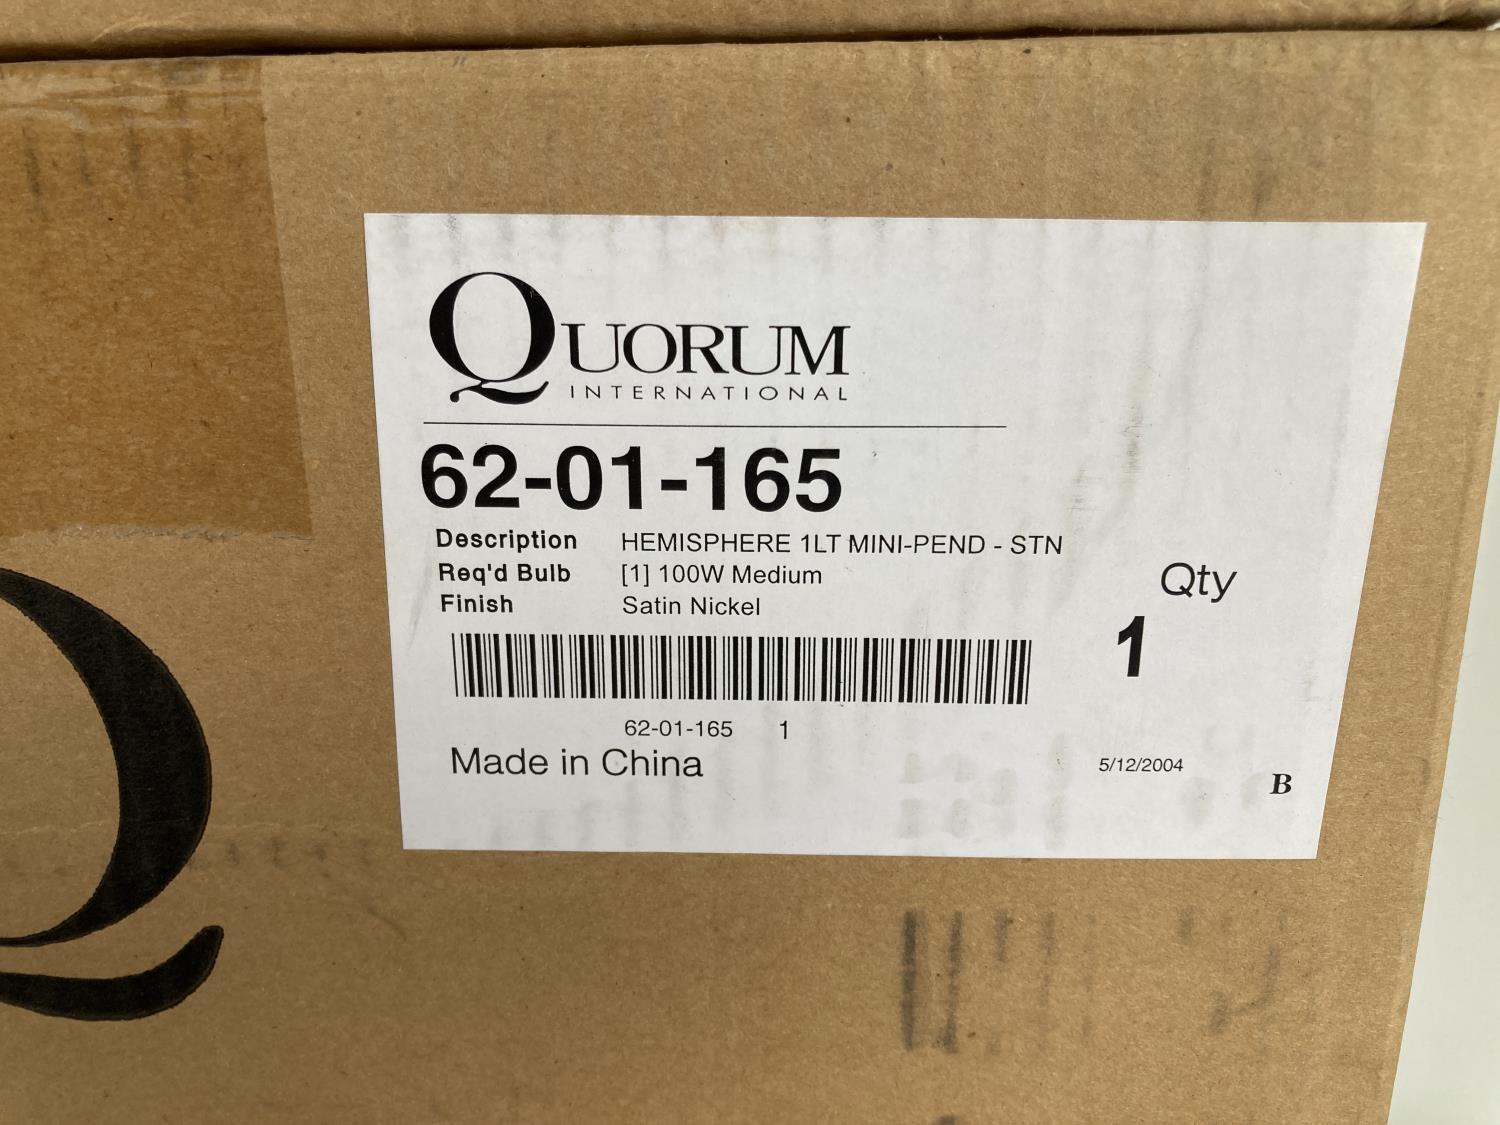 QUORUM
INTERNATIONAL
62-01-165
Description HEMISPHERE 1LT MINI-PEND - STN
Req'd Bulb [1] 100W Medium
Finish Satin Nickel
Qty
1
62-01-165 1
Made in China
5/12/2004
B
Q